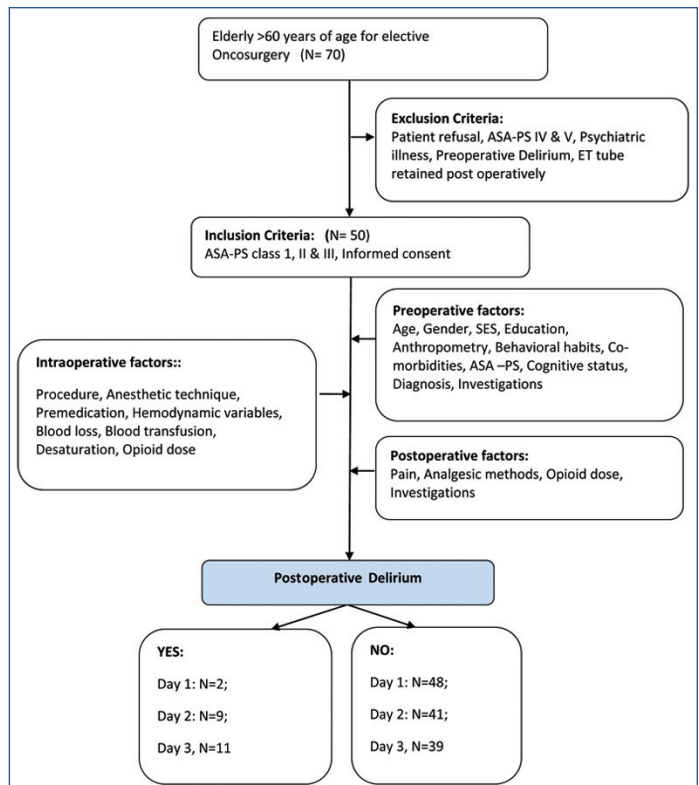 Elderly >60 years of age for elective
Oncosurgery (N= 70)
Exclusion Criteria:
Patient refusal, ASA-PS IV & V, Psychiatric
illness, Preoperative Delirium, ET tube
retained post operatively
Inclusion Criteria: (N= 50)
ASA-PS class 1, II & III, Informed consent
Preoperative factors:
Age, Gender, SES, Education,
Anthropometry, Behavioral habits, Co-
morbidities, ASA –PS, Cognitive status,
Diagnosis, Investigations
Intraoperative factors::
Procedure, Anesthetic technique,
Premedication, Hemodynamic variables,
Blood loss, Blood transfusion,
Desaturation, Opioid dose
Postoperative factors:
Pain, Analgesic methods, Opioid dose,
Investigations
Postoperative Delirium
YES:
Day 1: N=2;
Day 2: N=9;
Day 3, N=11
NO:
Day 1: N=48;
Day 2: N=41;
Day 3, N=39